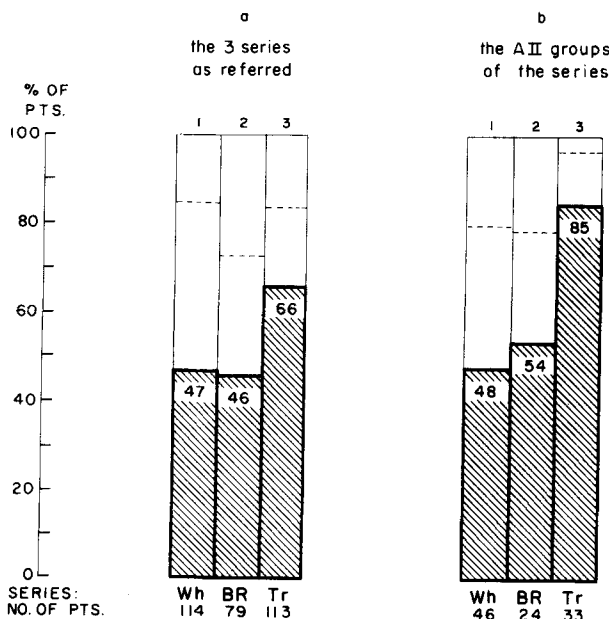 a
the 3 series
as referred
b
the AII groups
of the series
% OF
PTS.
100
80
60
40
20
0
1 2 3
47 46 66
1 2 3
48 54 85
SERIES: Wh BR Tr Wh BR Tr
NO. OF PTS. 114 79 113 46 24 33